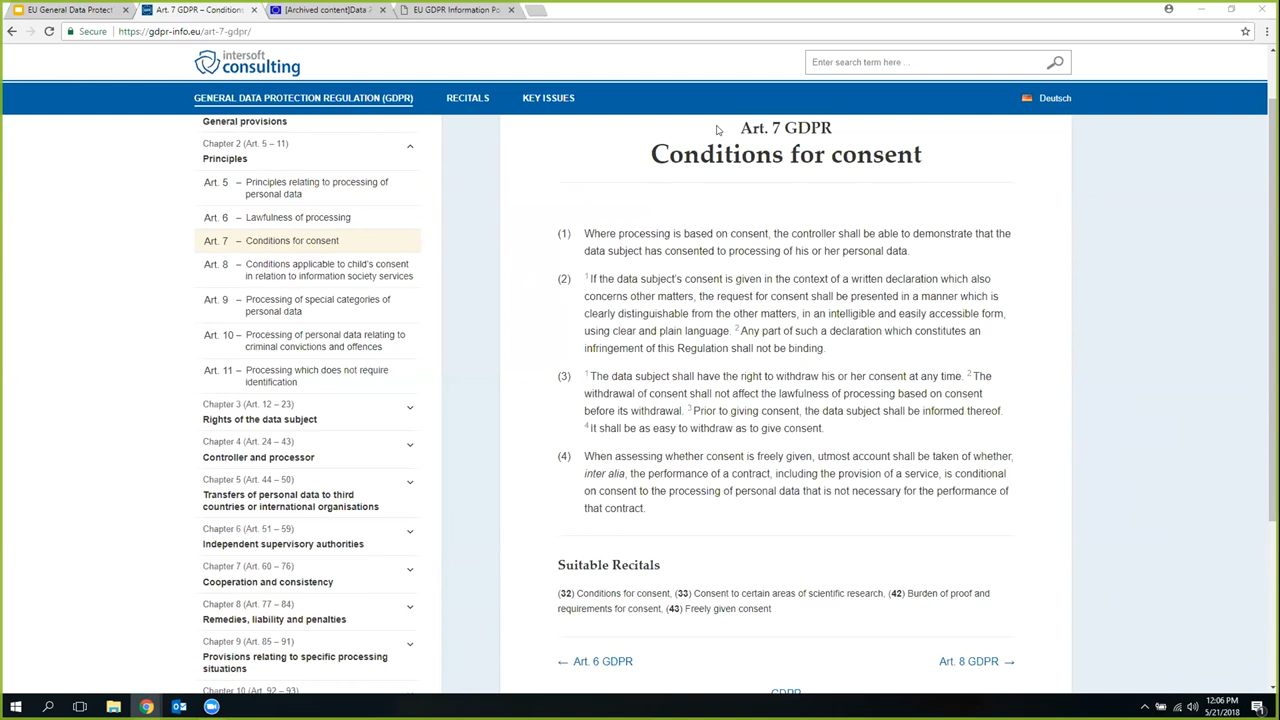 EU General Data Protect
Art. 7 GDPR – Conditions
[Archived content]Data P
EU GDPR Information Po
Secure
https://gdpr-info.eu/art-7-gdpr/
intersoft
consulting
Enter search term here ...
GENERAL DATA PROTECTION REGULATION (GDPR)
RECITALS
KEY ISSUES
Deutsch
General provisions
Chapter 2 (Art. 5 – 11)
Principles
Art. 5 – Principles relating to processing of
personal data
Art. 6 – Lawfulness of processing
Art. 7 – Conditions for consent
Art. 8 – Conditions applicable to child's consent
in relation to information society services
Art. 9 – Processing of special categories of
personal data
Art. 10 – Processing of personal data relating to
criminal convictions and offences
Art. 11 – Processing which does not require
identification
Chapter 3 (Art. 12 – 23)
Rights of the data subject
Chapter 4 (Art. 24 – 43)
Controller and processor
Chapter 5 (Art. 44 – 50)
Transfers of personal data to third
countries or international organisations
Chapter 6 (Art. 51 – 59)
Independent supervisory authorities
Chapter 7 (Art. 60 – 76)
Cooperation and consistency
Chapter 8 (Art. 77 – 84)
Remedies, liability and penalties
Chapter 9 (Art. 85 – 91)
Provisions relating to specific processing
situations
Chapter 10 (Art. 92 – 93)
Art. 7 GDPR
Conditions for consent
(1) Where processing is based on consent, the controller shall be able to demonstrate that the
data subject has consented to processing of his or her personal data.
(2) 1 If the data subject's consent is given in the context of a written declaration which also
concerns other matters, the request for consent shall be presented in a manner which is
clearly distinguishable from the other matters, in an intelligible and easily accessible form,
using clear and plain language. 2 Any part of such a declaration which constitutes an
infringement of this Regulation shall not be binding.
(3) 1 The data subject shall have the right to withdraw his or her consent at any time. 2 The
withdrawal of consent shall not affect the lawfulness of processing based on consent
before its withdrawal. 3 Prior to giving consent, the data subject shall be informed thereof.
4 It shall be as easy to withdraw as to give consent.
(4) When assessing whether consent is freely given, utmost account shall be taken of whether,
inter alia, the performance of a contract, including the provision of a service, is conditional
on consent to the processing of personal data that is not necessary for the performance of
that contract.
Suitable Recitals
(32) Conditions for consent, (33) Consent to certain areas of scientific research, (42) Burden of proof and
requirements for consent, (43) Freely given consent
← Art. 6 GDPR
Art. 8 GDPR →
GDPR
12:06 PM
5/21/2018